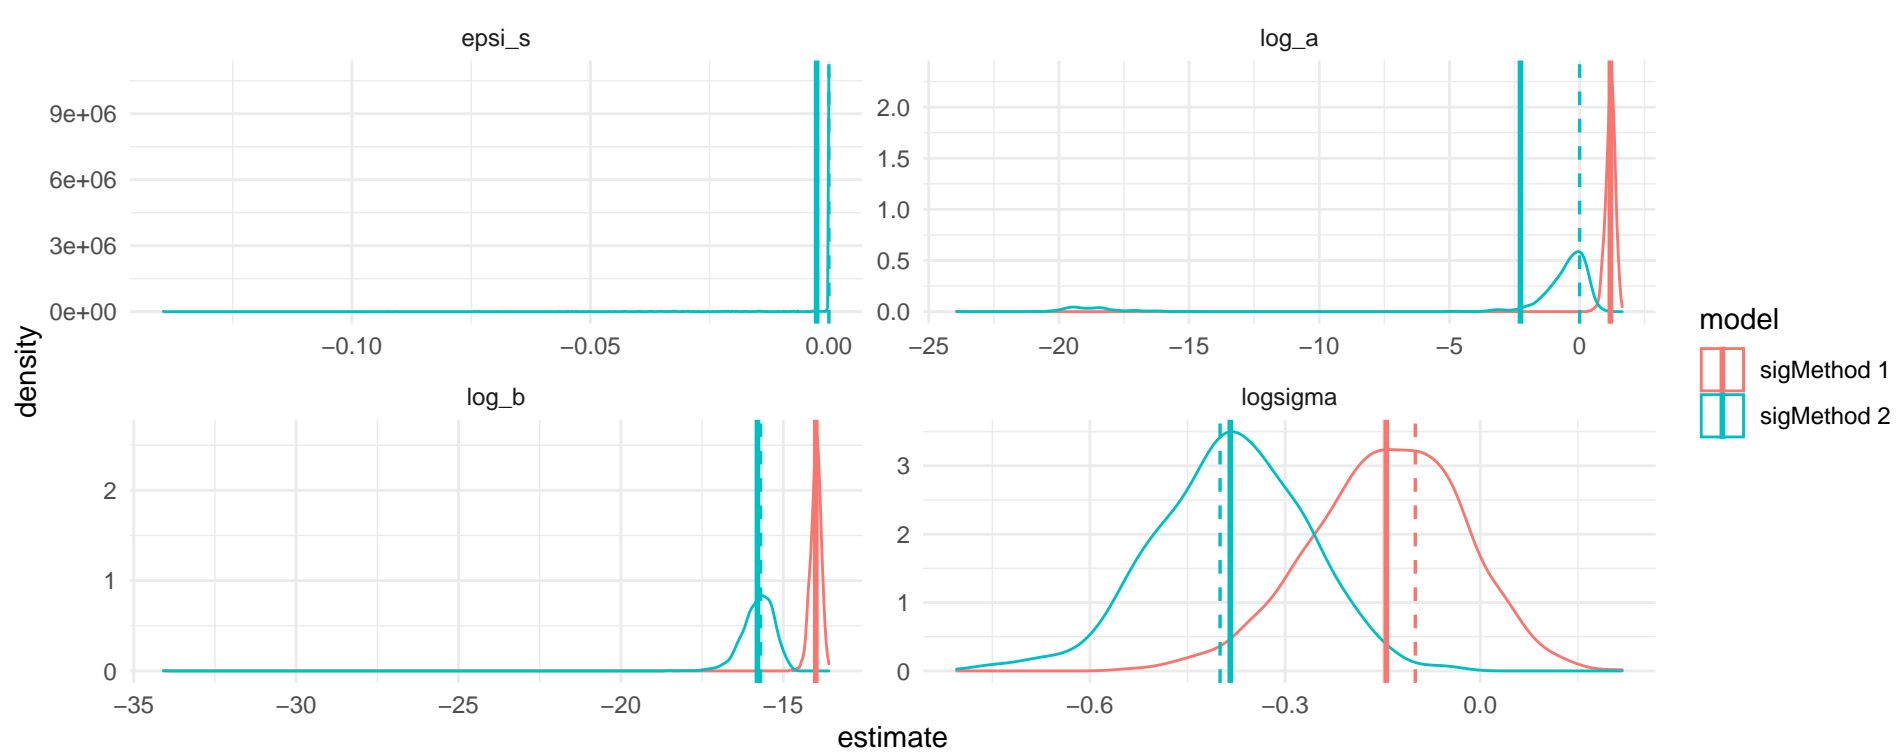 epsi_s
log_a
9e+06
6e+06
3e+06
0e+00
−0.10
−0.05
0.00
2.0
1.5
1.0
0.5
0.0
−25
−20
−15
−10
−5
0
log_b
logsigma
2
1
0
−35
−30
−25
−20
−15
3
2
1
0
−0.6
−0.3
0.0
density
estimate
model
sigMethod 1
sigMethod 2